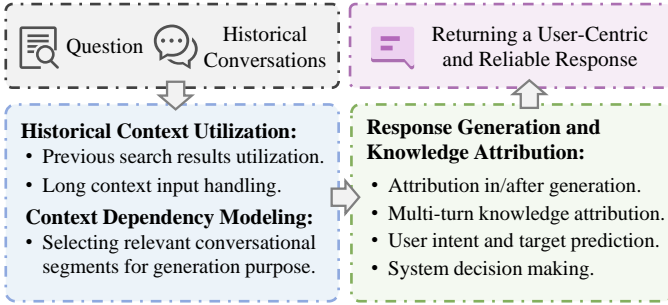 Question
Historical
Conversations
Returning a User-Centric
and Reliable Response
Historical Context Utilization:
• Previous search results utilization.
• Long context input handling.
Context Dependency Modeling:
• Selecting relevant conversational
segments for generation purpose.
Response Generation and
Knowledge Attribution:
• Attribution in/after generation.
• Multi-turn knowledge attribution.
• User intent and target prediction.
• System decision making.